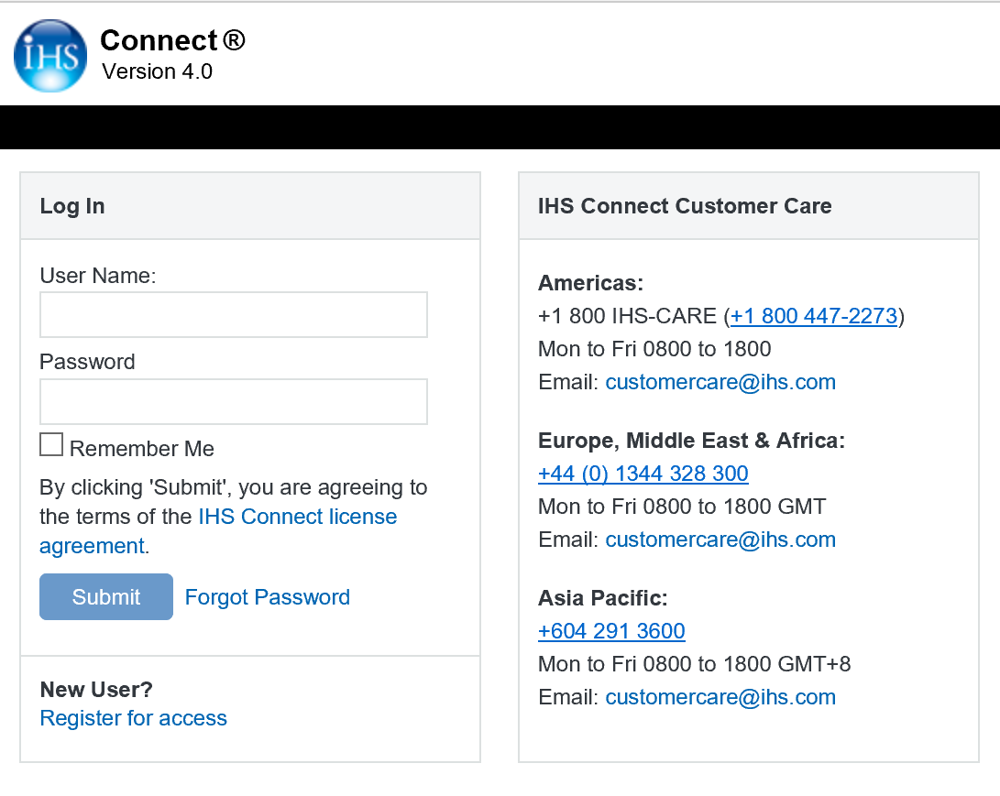 iHS
Connect ®
Version 4.0
Log In
User Name:
Password
Remember Me
By clicking 'Submit', you are agreeing to
the terms of the IHS Connect license
agreement.
Submit Forgot Password
New User?
Register for access
IHS Connect Customer Care
Americas:
+1 800 IHS-CARE (+1 800 447-2273)
Mon to Fri 0800 to 1800
Email: customercare@ihs.com
Europe, Middle East & Africa:
+44 (0) 1344 328 300
Mon to Fri 0800 to 1800 GMT
Email: customercare@ihs.com
Asia Pacific:
+604 291 3600
Mon to Fri 0800 to 1800 GMT+8
Email: customercare@ihs.com